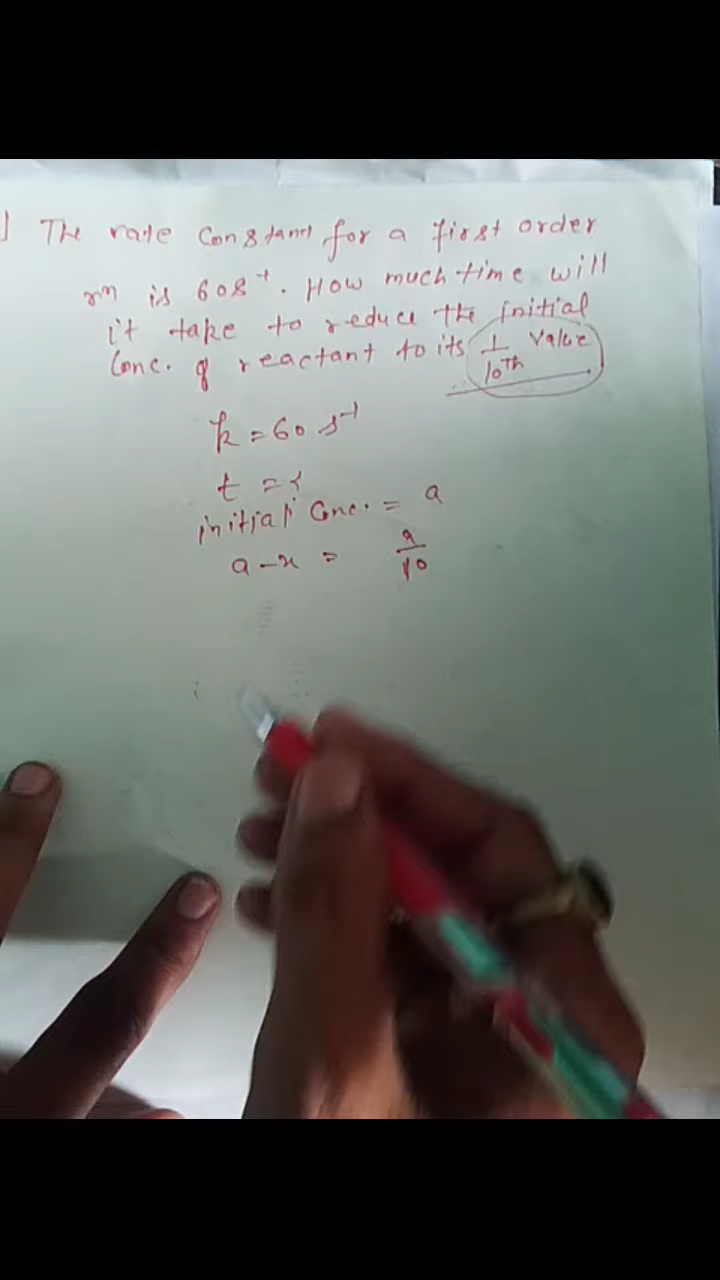 ] The rate constant for a first order
rxn is 60s⁻¹. How much time will
it take to reduce the initial
Conc. of reactant to its 1/10th value
k = 60 s⁻¹
t = ?
initial Conc. = a
a - x = a/10